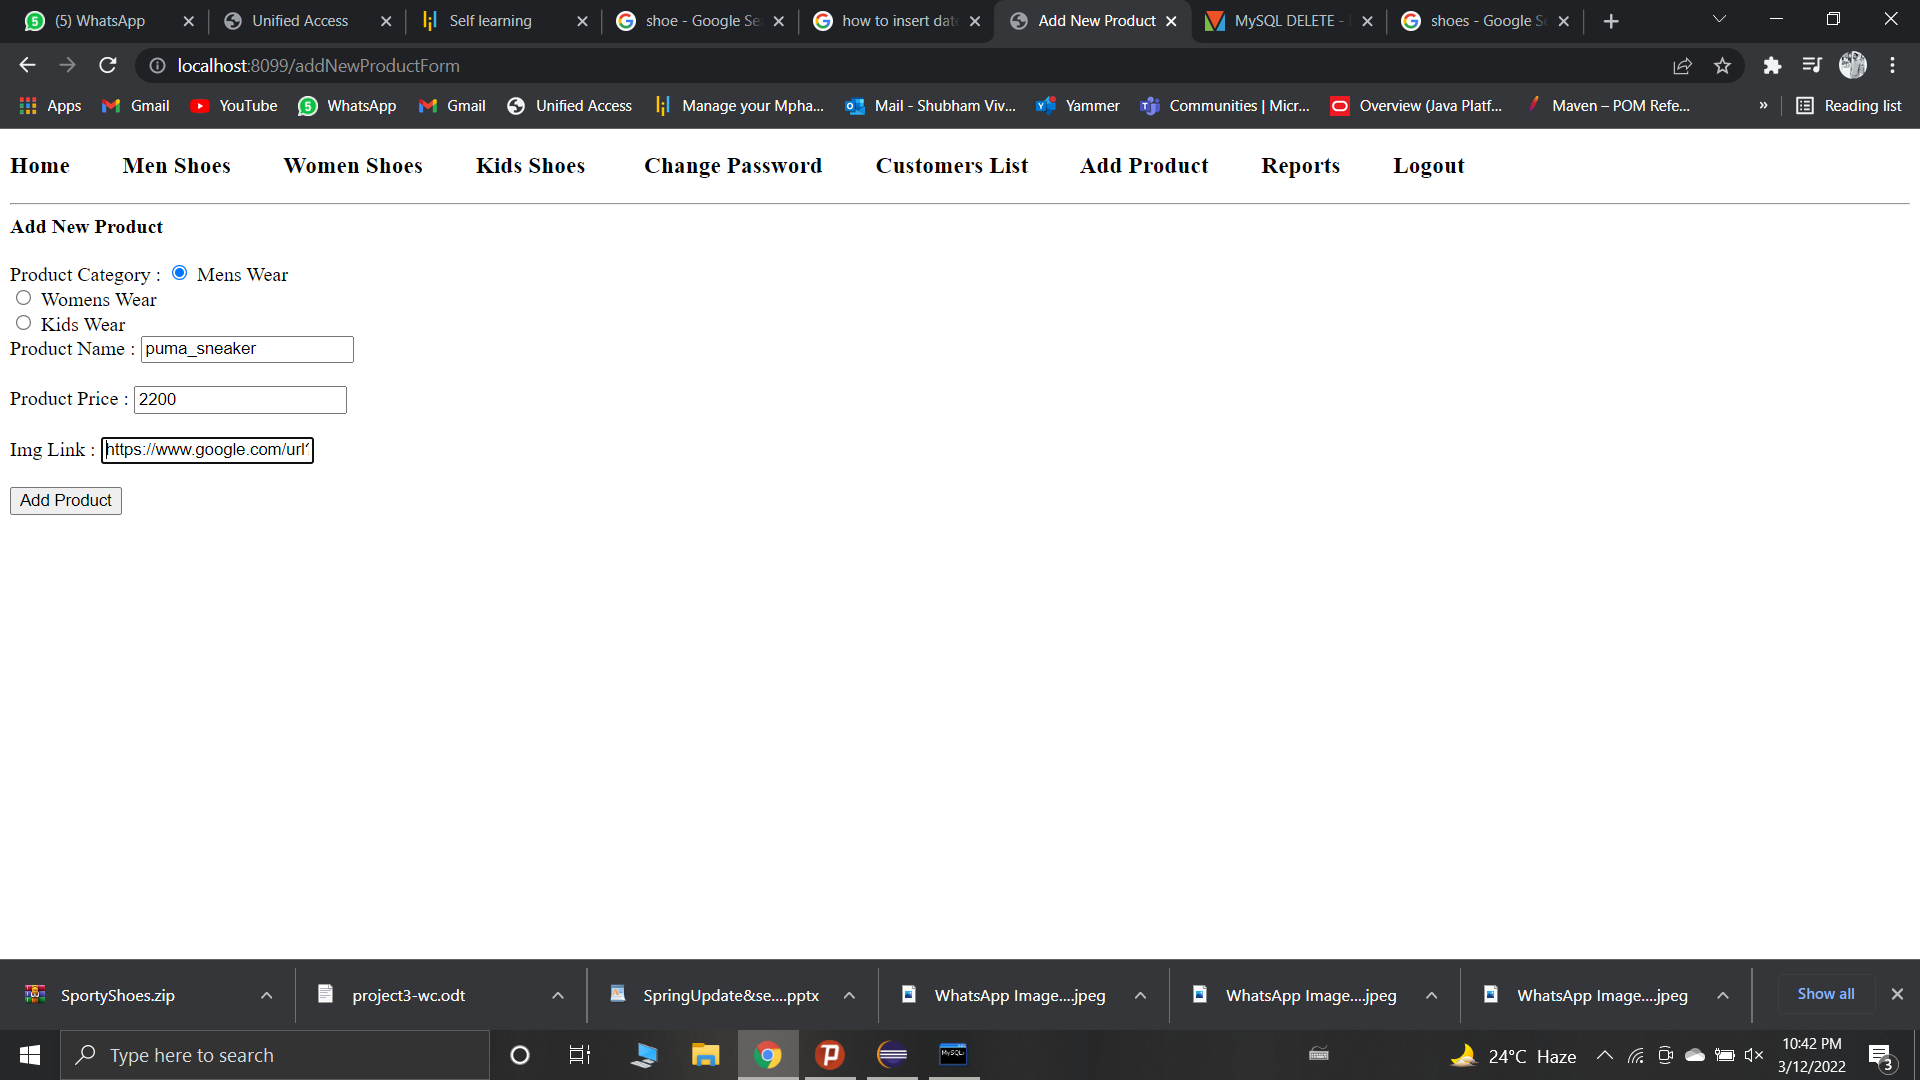 (5) WhatsApp Unified Access Self learning shoe - Google Se how to insert dat Add New Product MySQL DELETE - shoes - Google S
localhost:8099/addNewProductForm
Apps Gmail YouTube WhatsApp Gmail Unified Access Manage your Mpha... Mail - Shubham Viv... Yammer Communities | Micr... Overview (Java Platf... Maven – POM Refe... » Reading list
Home Men Shoes Women Shoes Kids Shoes Change Password Customers List Add Product Reports Logout
Add New Product
Product Category : Mens Wear
Womens Wear
Kids Wear
Product Name : puma_sneaker
Product Price : 2200
Img Link : https://www.google.com/url?
Add Product
SportyShoes.zip project3-wc.odt SpringUpdate&se....pptx WhatsApp Image....jpeg WhatsApp Image....jpeg WhatsApp Image....jpeg Show all
Type here to search 24°C Haze 10:42 PM
3/12/2022 3